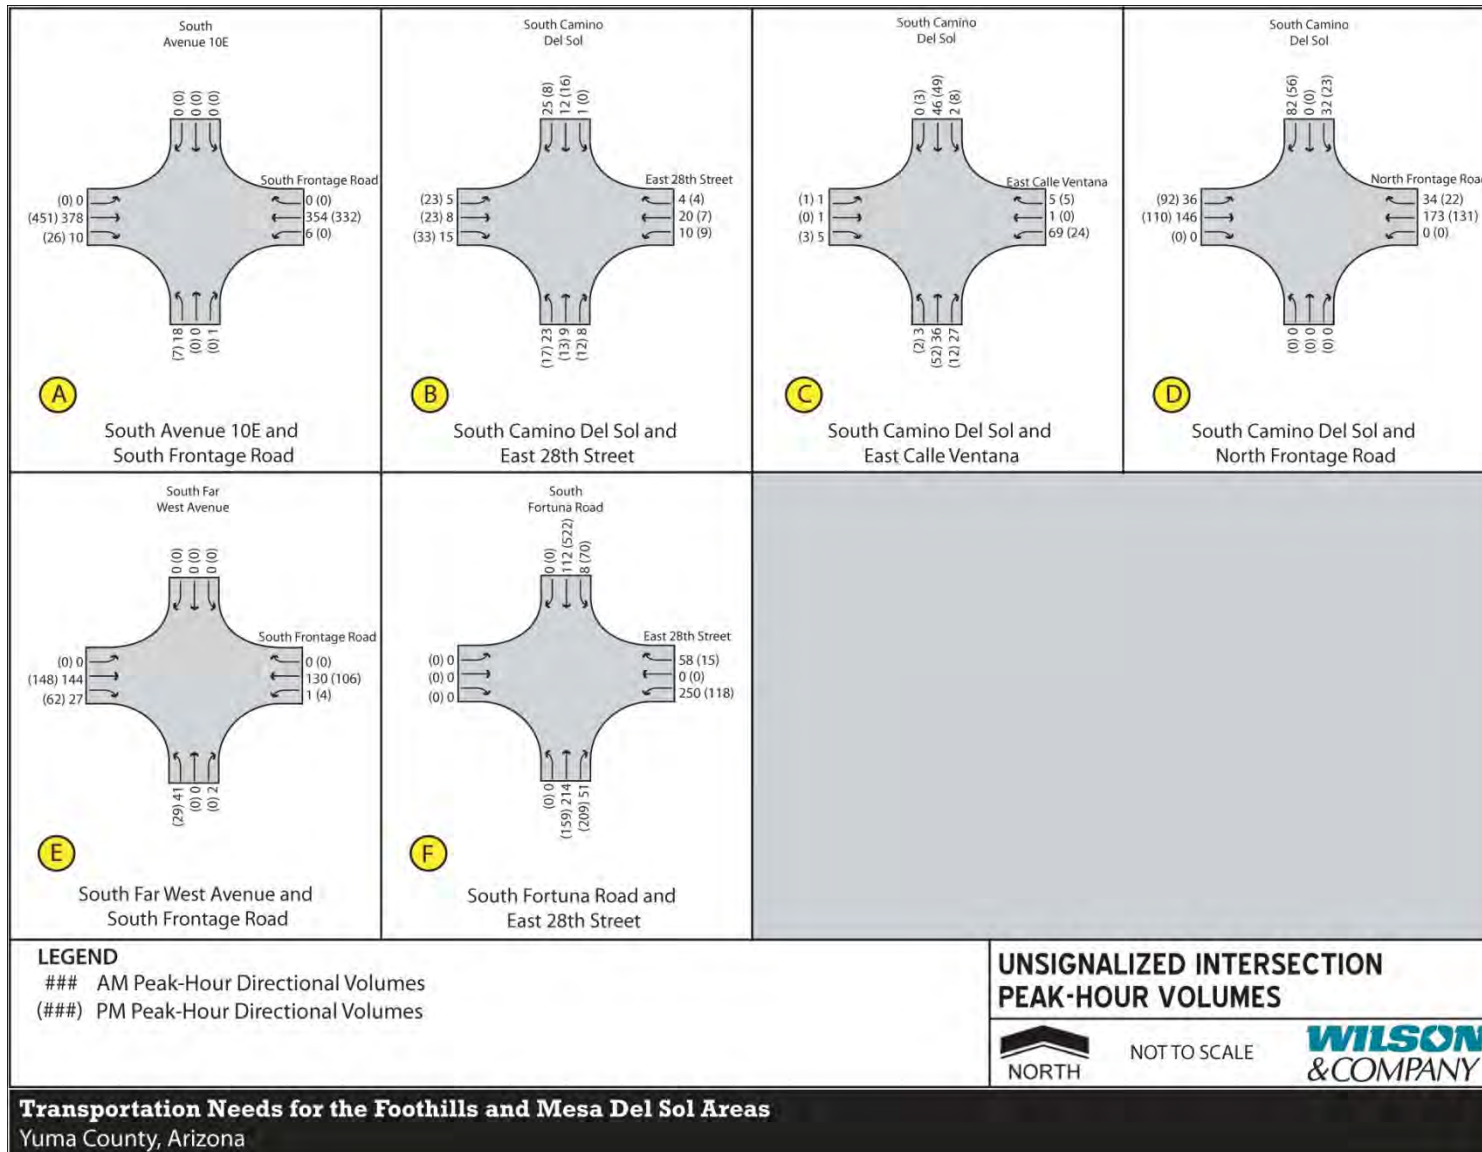 South
Avenue 10E
0 (0)
0 (0)
0 (0)
South Frontage Road
(0) 0
(451) 378
(26) 10
0 (0)
354 (332)
6 (0)
(7) 18
(0) 0
(0) 1
A
South Avenue 10E and
South Frontage Road
South Camino
Del Sol
25 (8)
12 (16)
1 (0)
East 28th Street
(23) 5
(23) 8
(33) 15
4 (4)
20 (7)
10 (9)
(17) 23
(13) 9
(12) 8
B
South Camino Del Sol and
East 28th Street
South Camino
Del Sol
0 (3)
46 (49)
2 (8)
East Calle Ventana
(1) 1
(0) 1
(3) 5
5 (5)
1 (0)
69 (24)
(2) 3
(52) 36
(12) 27
C
South Camino Del Sol and
East Calle Ventana
South Camino
Del Sol
82 (56)
0 (0)
32 (23)
North Frontage Road
(92) 36
(110) 146
(0) 0
34 (22)
173 (131)
0 (0)
(0) 0
(0) 0
(0) 0
D
South Camino Del Sol and
North Frontage Road
South Far
West Avenue
0 (0)
0 (0)
0 (0)
South Frontage Road
(0) 0
(148) 144
(62) 27
0 (0)
130 (106)
1 (4)
(29) 41
(0) 0
(0) 2
E
South Far West Avenue and
South Frontage Road
South
Fortuna Road
0 (0)
112 (522)
8 (70)
East 28th Street
(0) 0
(0) 0
(0) 0
58 (15)
0 (0)
250 (118)
(0) 0
(159) 214
(209) 51
F
South Fortuna Road and
East 28th Street
LEGEND
### AM Peak-Hour Directional Volumes
(###) PM Peak-Hour Directional Volumes
UNSIGNALIZED INTERSECTION
PEAK-HOUR VOLUMES
NORTH
NOT TO SCALE
WILSON
&COMPANY
Transportation Needs for the Foothills and Mesa Del Sol Areas
Yuma County, Arizona